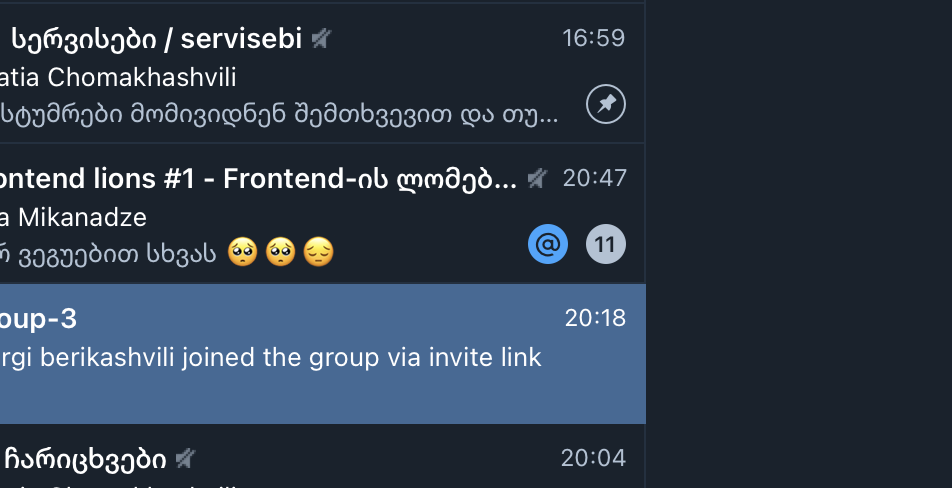 სერვისები / servisebi 16:59
atia Chomakhashvili
სტუმრები მომივიდნენ შემთხვევით და თუ...
ontend lions #1 - Frontend-ის ლომებ... 20:47
a Mikanadze
რ ვეგუებით სხვას 🥺🥺😔 @ 11
oup-3 20:18
rgi berikashvili joined the group via invite link
ჩარიცხვები 20:04